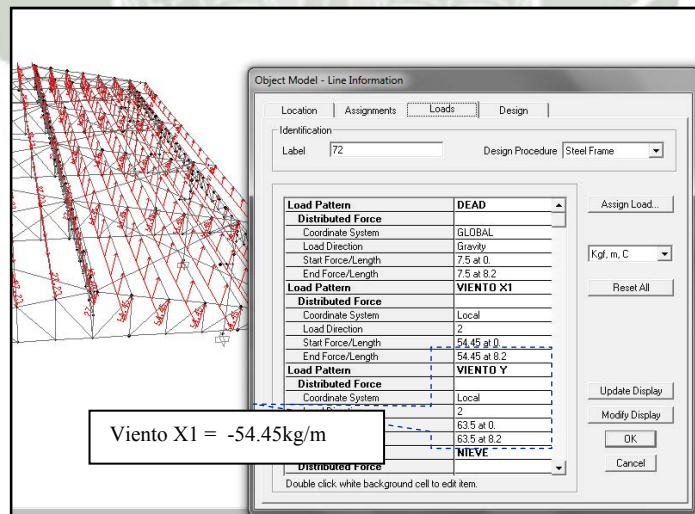 Object Model - Line Information
Location Assignments Loads Design
Identification
Label 72 Design Procedure Steel Frame
Load Pattern DEAD
Distributed Force
Coordinate System GLOBAL
Load Direction Gravity
Start Force/Length 7.5 at 0.
End Force/Length 7.5 at 8.2
Load Pattern VIENTO X1
Distributed Force
Coordinate System Local
Load Direction 2
Start Force/Length 54.45 at 0.
End Force/Length 54.45 at 8.2
Load Pattern VIENTO Y
Distributed Force
Coordinate System Local
2
63.5 at 0.
63.5 at 8.2
NIEVE
Distributed Force
Double click white background cell to edit item.
Assign Load...
Kgf, m, C
Reset All
Update Display
Modify Display
OK
Cancel
Viento X1 = -54.45kg/m